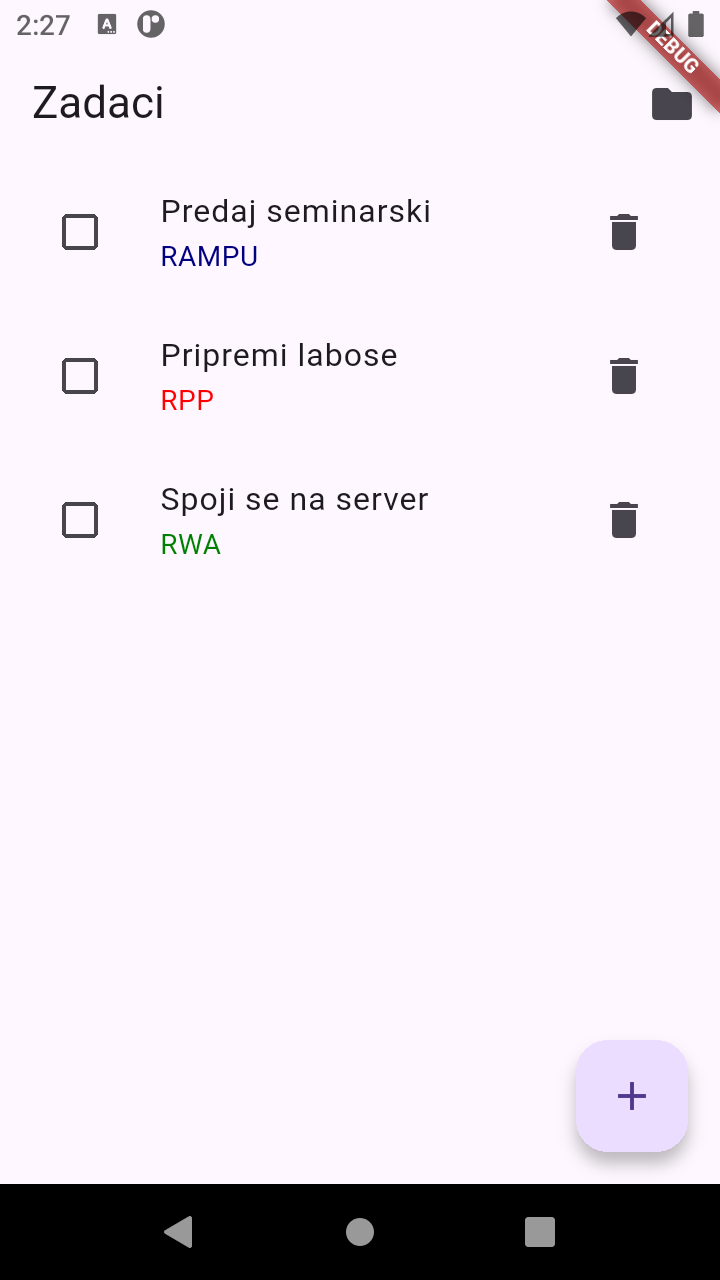 2:27
DEBUG
Zadaci
Predaj seminarski
RAMPU
Pripremi labose
RPP
Spoji se na server
RWA